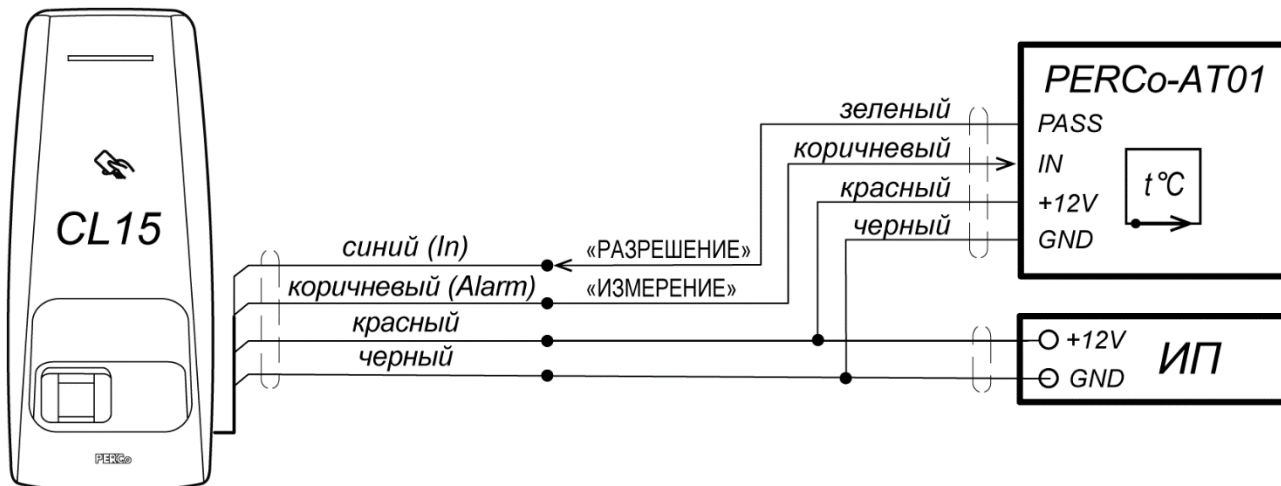 CL15
PERCo
синий (In)
коричневый (Alarm)
красный
черный
«РАЗРЕШЕНИЕ»
«ИЗМЕРЕНИЕ»
зеленый
коричневый
красный
черный
PERCo-AT01
PASS
IN
+12V
GND
t°C
+12V
GND
ИП